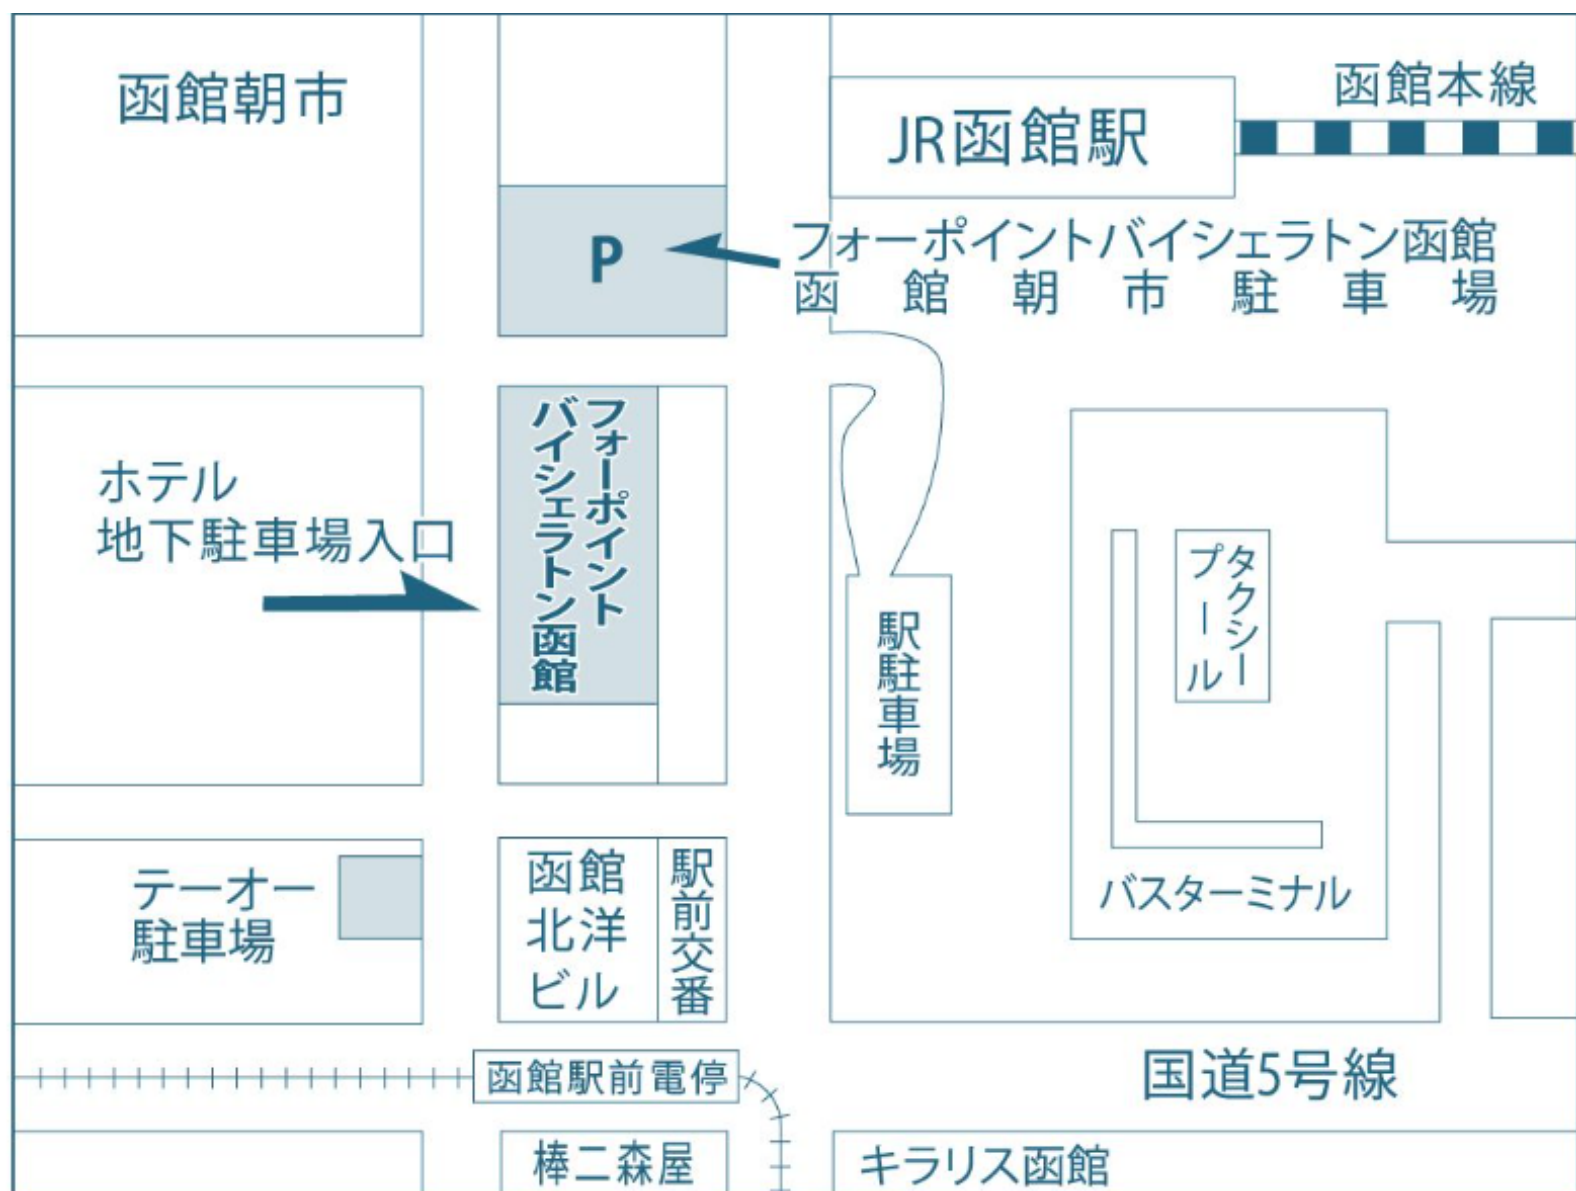 函館朝市
JR函館駅
函館本線
P
フォーポイントバイシェラトン函館
函館朝市駐車場
フォーポイント
バイシェラトン函館
ホテル
地下駐車場入口
駅駐車場
タクシー
プール
バスターミナル
テーオー
駐車場
函館
北洋
ビル
駅前交番
函館駅前電停
国道5号線
棒二森屋
キラリス函館